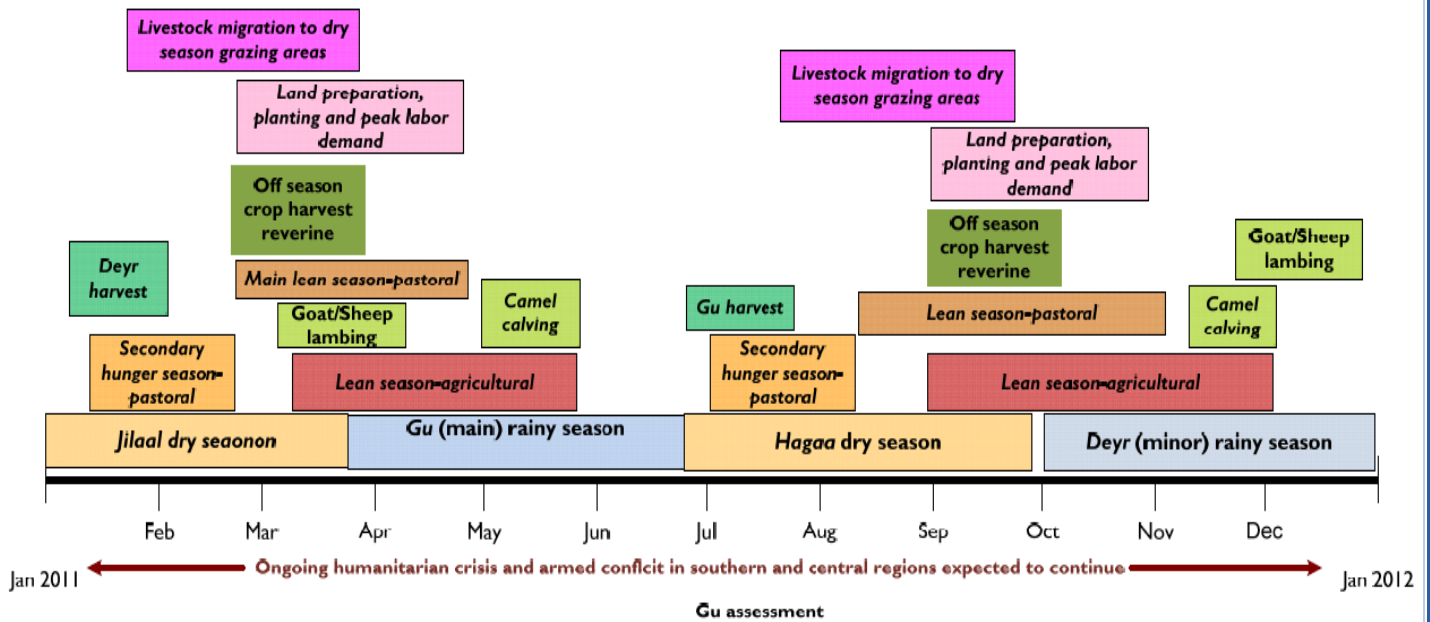 Livestock migration to dry
season grazing areas
Land preparation,
planting and peak labor
demand
Off season
crop harvest
reverine
Deyr
harvest
Main lean season-pastoral
Goat/Sheep
lambing
Camel
calving
Secondary
hunger season-
pastoral
Lean season-agricultural
Livestock migration to dry
season grazing areas
Land preparation,
planting and peak labor
demand
Off season
crop harvest
reverine
Goat/Sheep
lambing
Gu harvest
Lean season-pastoral
Camel
calving
Secondary
hunger season-
pastoral
Lean season-agricultural
Jilaal dry seaonon
Gu (main) rainy season
Hagaa dry season
Deyr (minor) rainy season
Feb Mar Apr May Jun Jul Aug Sep Oct Nov Dec
Jan 2011 Ongoing humanitarian crisis and armed conflcit in southern and central regions expected to continue Jan 2012
Gu assessment